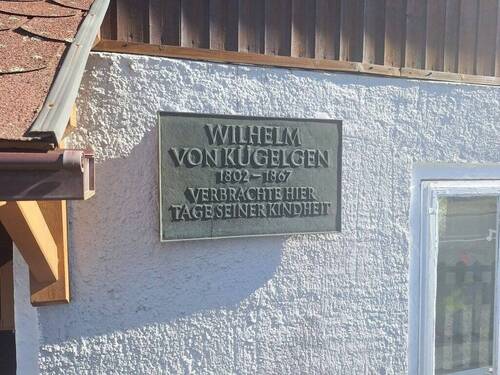 WILHELM
VON KÜGELGEN
1802 – 1867
VERBRACHTE HIER
TAGE SEINER KINDHEIT